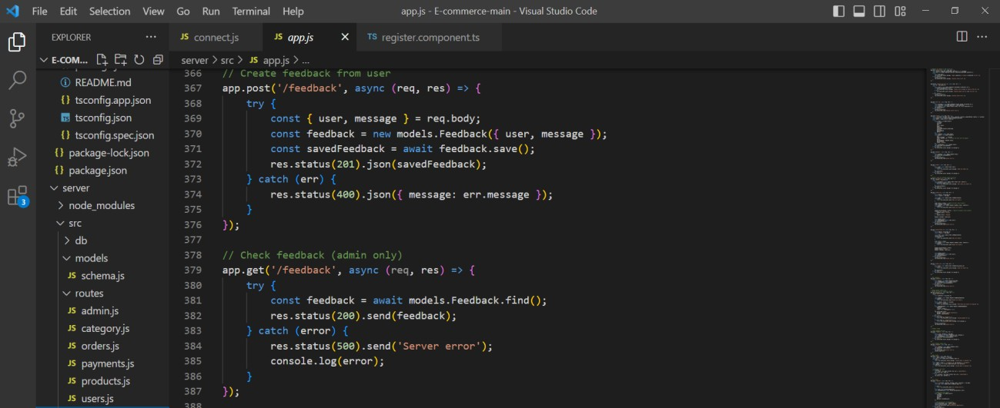 File Edit Selection View Go Run Terminal Help app.js - E-commerce-main - Visual Studio Code
EXPLORER ...
JS connect.js
JS app.js
TS register.component.ts
E-COM...
server > src > JS app.js > ...
README.md
{} tsconfig.app.json
TS tsconfig.json
{} tsconfig.spec.json
{} package-lock.json
{} package.json
server
node_modules
src
db
models
JS schema.js
routes
JS admin.js
JS category.js
JS orders.js
JS payments.js
JS products.js
JS users.js
3
366 // Create feedback from user
367 app.post('/feedback', async (req, res) => {
368 try {
369 const { user, message } = req.body;
370 const feedback = new models.Feedback({ user, message });
371 const savedFeedback = await feedback.save();
372 res.status(201).json(savedFeedback);
373 } catch (err) {
374 res.status(400).json({ message: err.message });
375 }
376 });
377
378 // Check feedback (admin only)
379 app.get('/feedback', async (req, res) => {
380 try {
381 const feedback = await models.Feedback.find();
382 res.status(200).send(feedback);
383 } catch (error) {
384 res.status(500).send('Server error');
385 console.log(error);
386 }
387 });
388